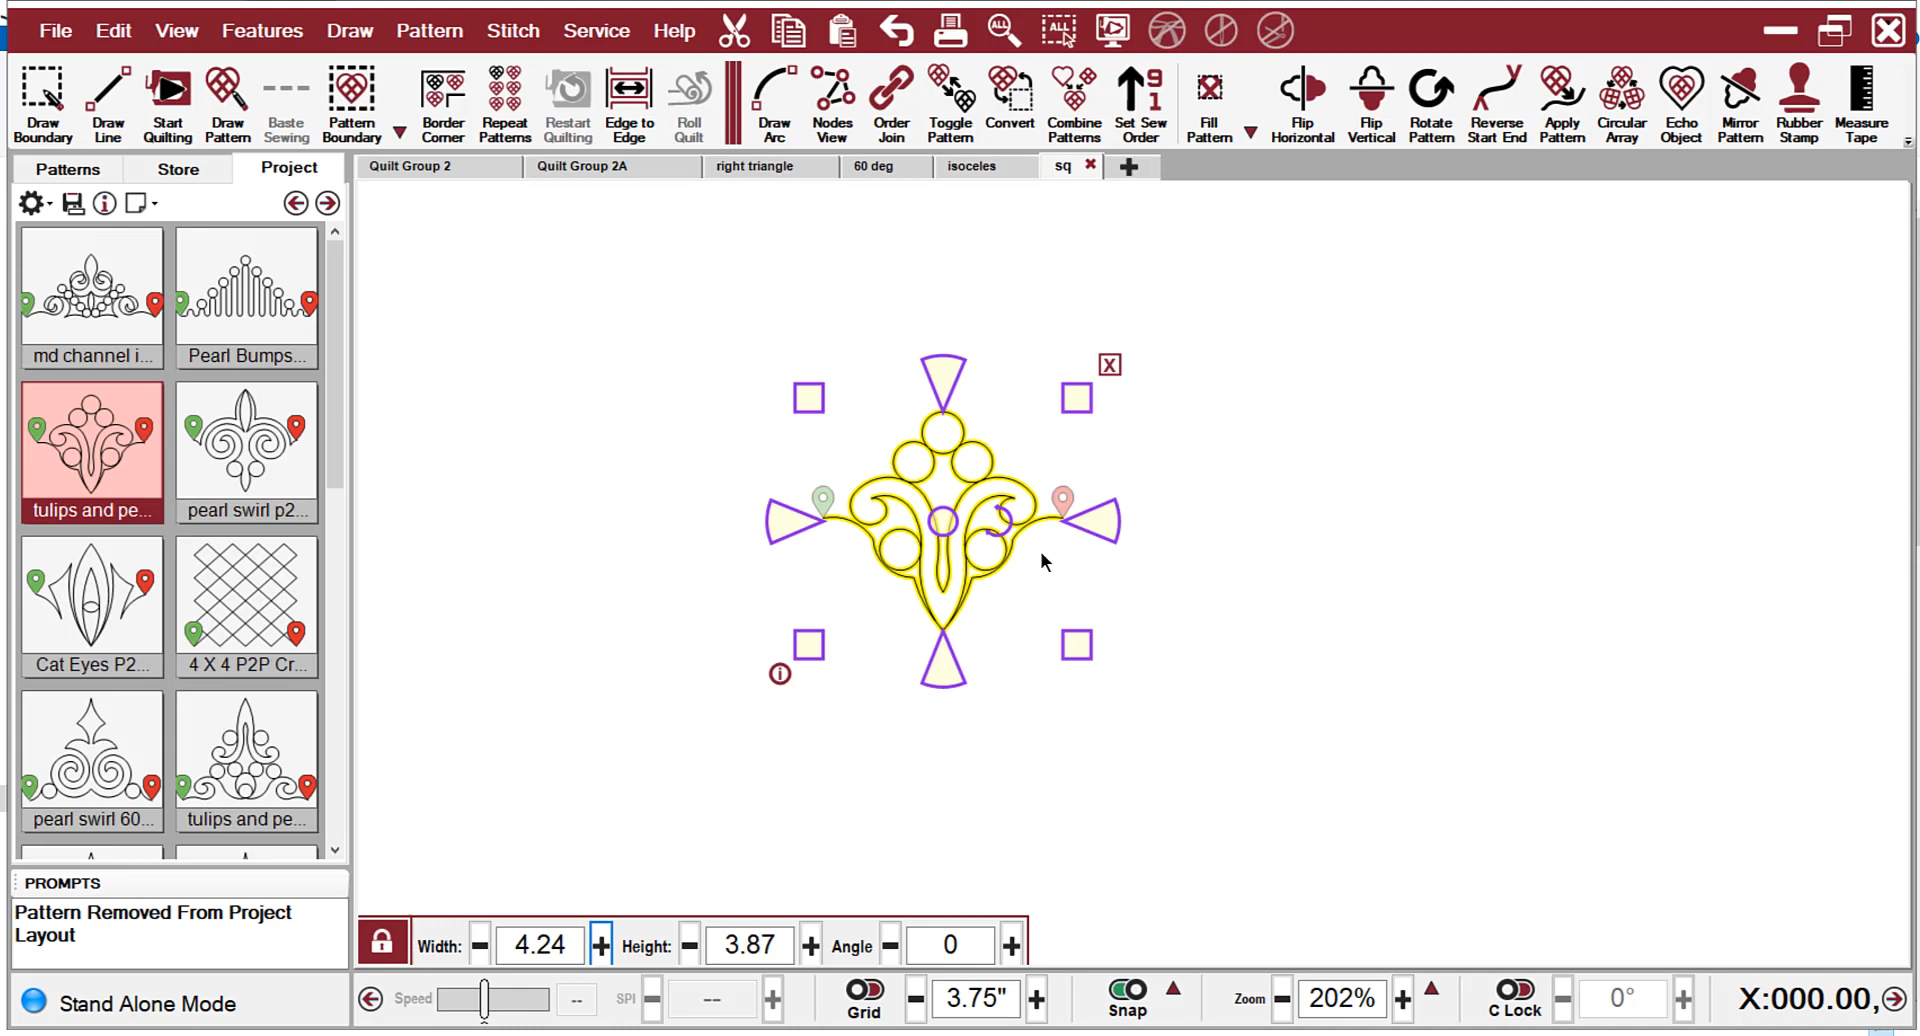 File Edit View Features Draw Pattern Stitch Service Help
ALL ALL
Draw Boundary
Draw Line
Start Quilting
Draw Pattern
Baste Sewing
Pattern Boundary
Border Corner
Repeat Patterns
Restart Quilting
Edge to Edge
Roll Quilt
Draw Arc
Nodes View
Order Join
Toggle Pattern
Convert
Combine Patterns
9
1
Set Sew Order
Fill Pattern
Flip Horizontal
Flip Vertical
Rotate Pattern
Reverse Start End
Apply Pattern
Circular Array
Echo Object
Mirror Pattern
Rubber Stamp
Measure Tape
Patterns Store Project
Quilt Group 2 Quilt Group 2A right triangle 60 deg isoceles sq
md channel i... Pearl Bumps...
tulips and pe... pearl swirl p2...
Cat Eyes P2... 4 X 4 P2P Cr...
pearl swirl 60... tulips and pe...
X
i
PROMPTS
Pattern Removed From Project
Layout
Width: 4.24 Height: 3.87 Angle 0
Stand Alone Mode
Speed -- SPI -- Grid 3.75" Snap Zoom 202% C Lock 0° X:000.00,